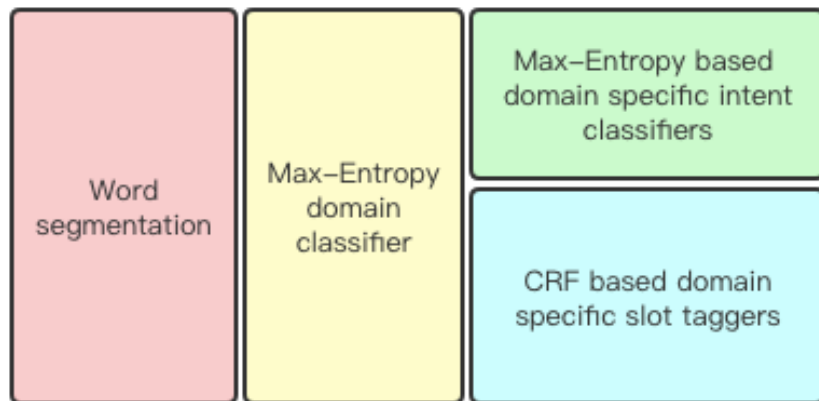 Word
segmentation
Max-Entropy
domain
classifier
Max-Entropy based
domain specific intent
classifiers
CRF based domain
specific slot taggers